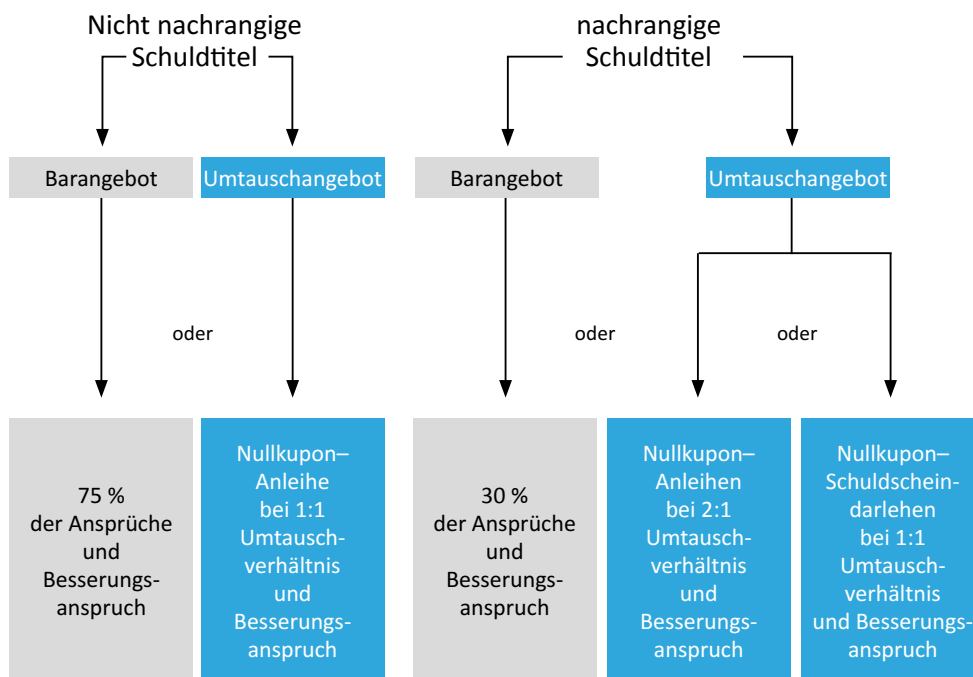 Nicht nachrangige
Schuldtitel
nachrangige
Schuldtitel
Barangebot
Umtauschangebot
Barangebot
Umtauschangebot
oder
oder
oder
75 %
der Ansprüche
und
Besserungs-
anspruch
Nullkupon–
Anleihe
bei 1:1
Umtausch-
verhältnis
und
Besserungs-
anspruch
30 %
der Ansprüche
und
Besserungs-
anspruch
Nullkupon–
Anleihen
bei 2:1
Umtausch-
verhältnis
und
Besserungs-
anspruch
Nullkupon–
Schuldschein-
darlehen
bei 1:1
Umtausch-
verhältnis
und Besserungs-
anspruch